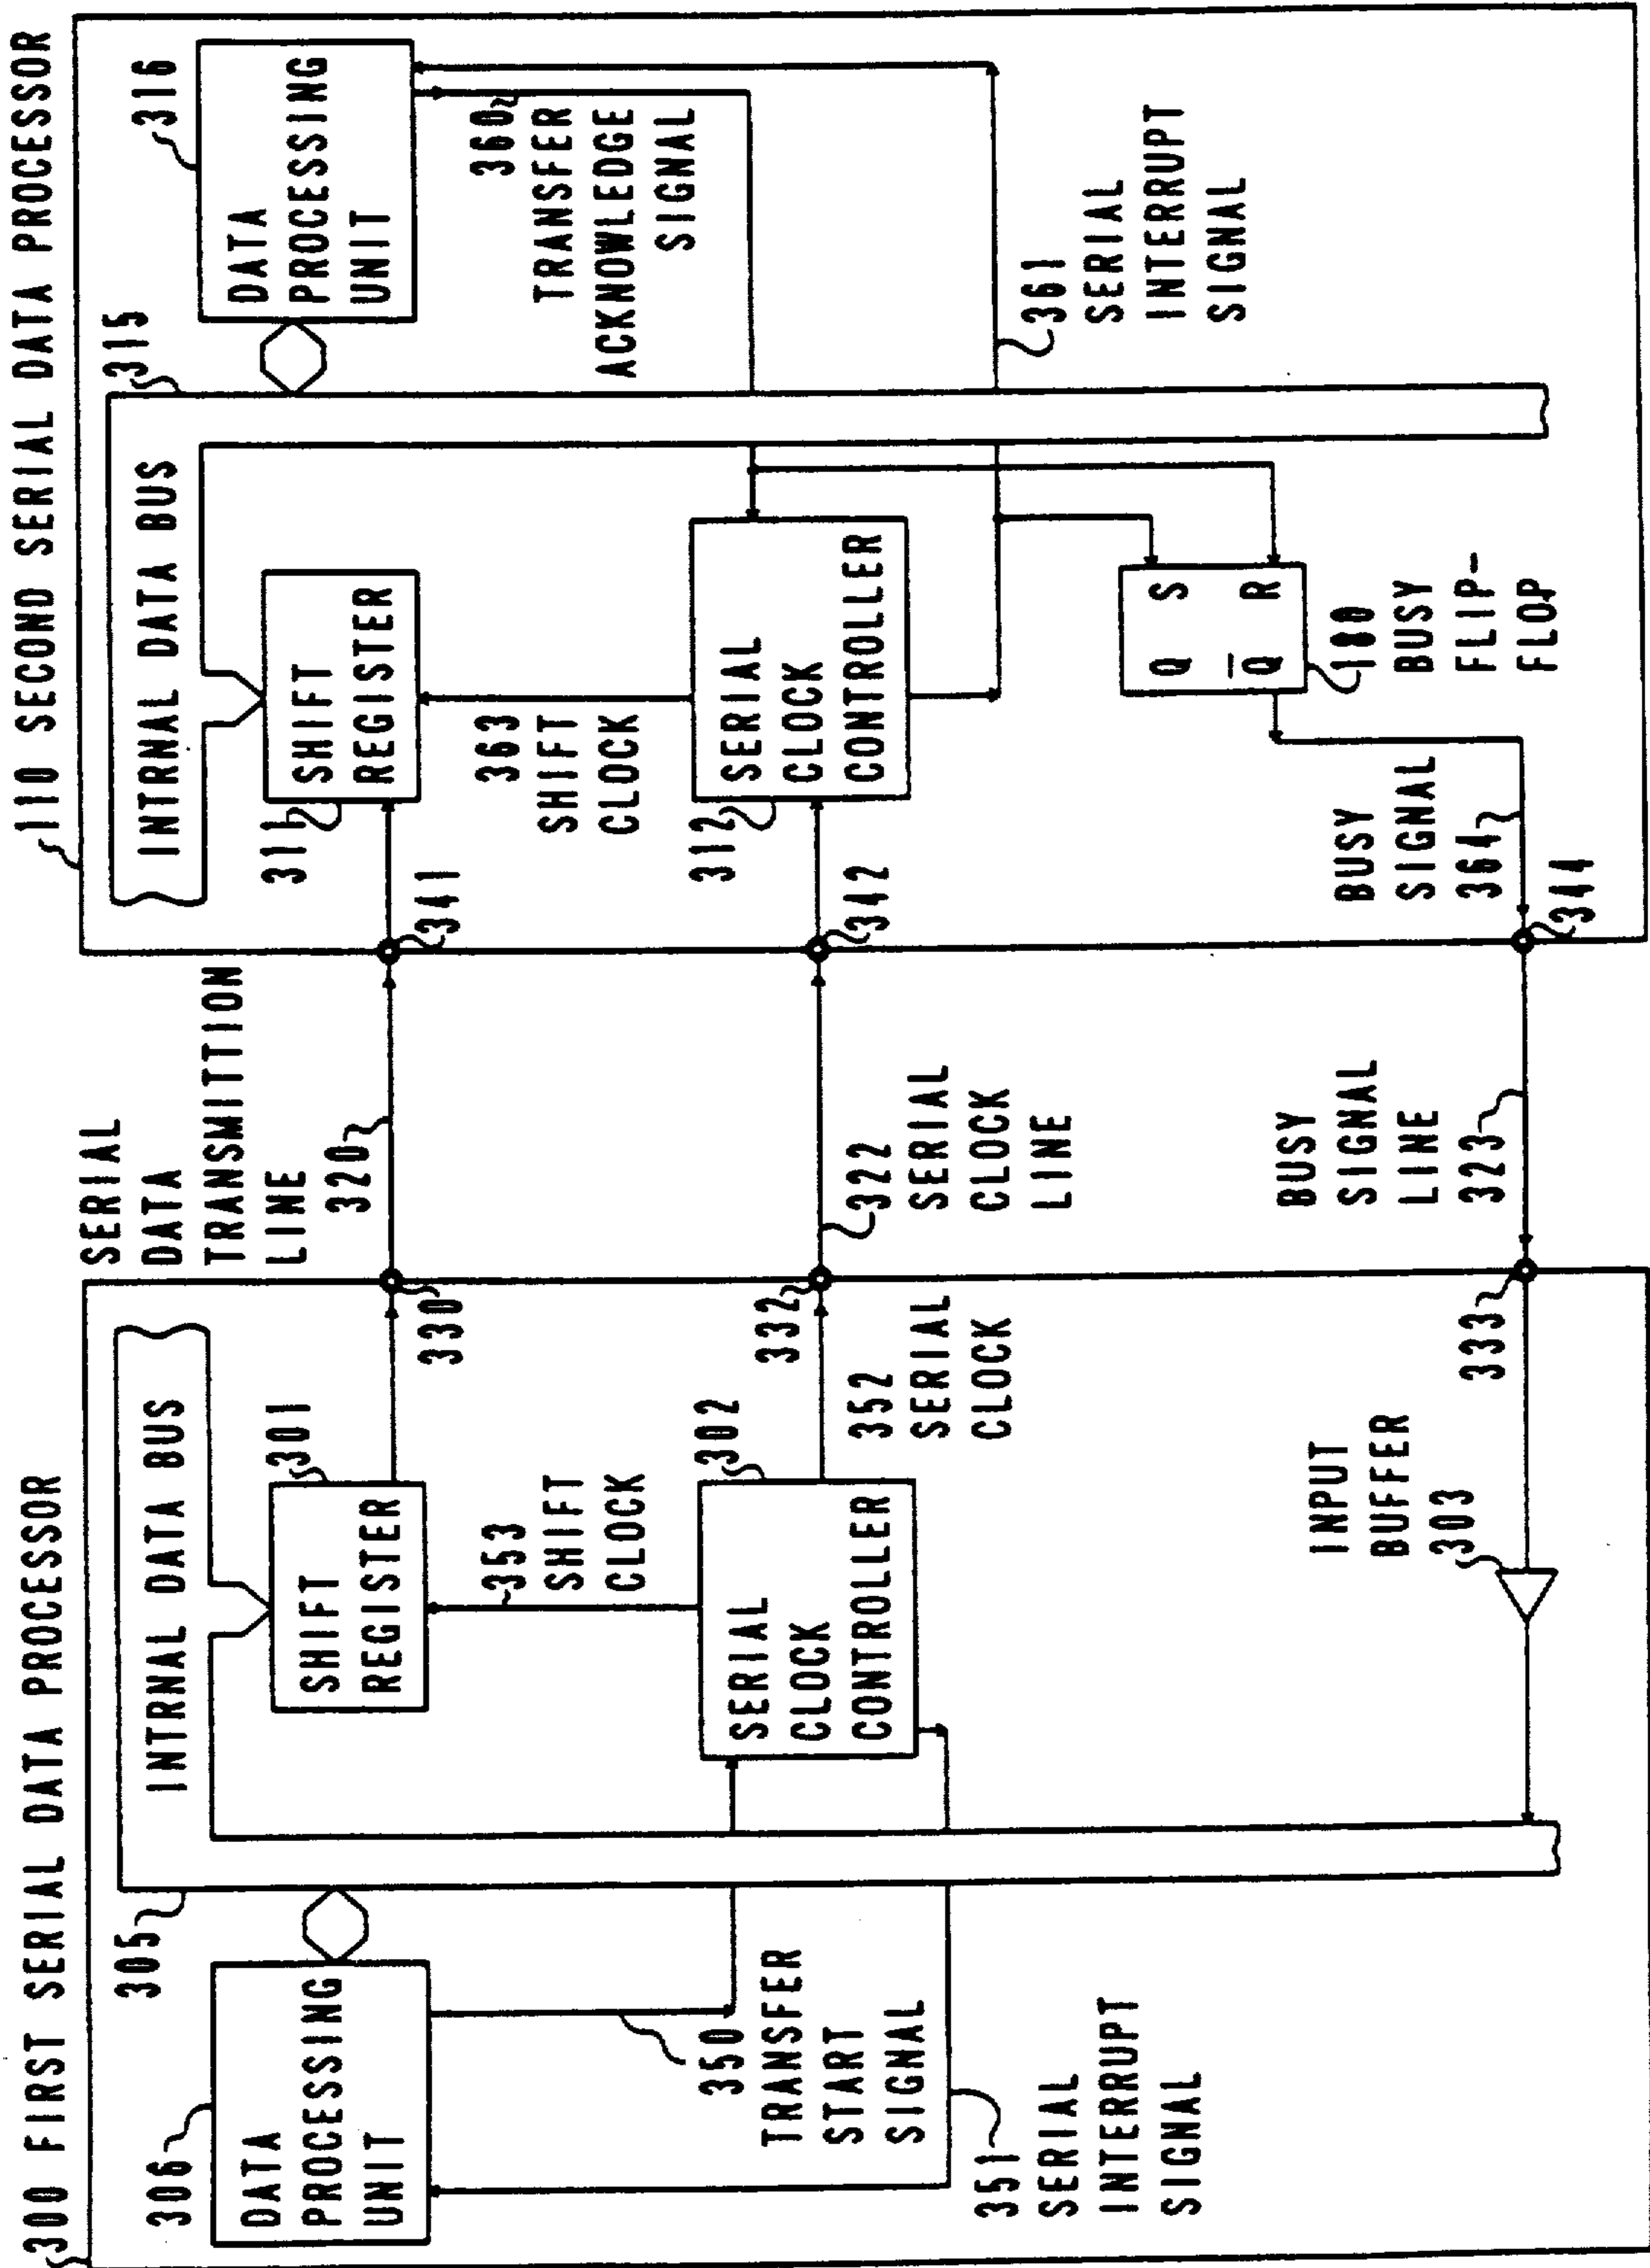 300 FIRST SERIAL DATA PROCESSOR
305
INTRNAL DATA BUS
306
DATA
PROCESSING
UNIT
301
SHIFT
REGISTER
353
SHIFT
CLOCK
302
SERIAL
CLOCK
CONTROLLER
350
TRANSFER
START
SIGNAL
351
SERIAL
INTERRUPT
SIGNAL
330
332
352
SERIAL
CLOCK
INPUT
BUFFER
303
333
SERIAL
DATA
TRANSMITTION
LINE
320
322
SERIAL
CLOCK
LINE
BUSY
SIGNAL
LINE
323
110 SECOND SERIAL DATA PROCESSOR
315
INTRNAL DATA BUS
316
DATA
PROCESSING
UNIT
311
SHIFT
REGISTER
341
363
SHIFT
CLOCK
312
SERIAL
CLOCK
CONTROLLER
342
360
TRANSFER
ACKNOWLEDGE
SIGNAL
361
SERIAL
INTERRUPT
SIGNAL
Q S
Q̅ R
180
BUSY
FLIP-
FLOP
BUSY
SIGNAL
364
344